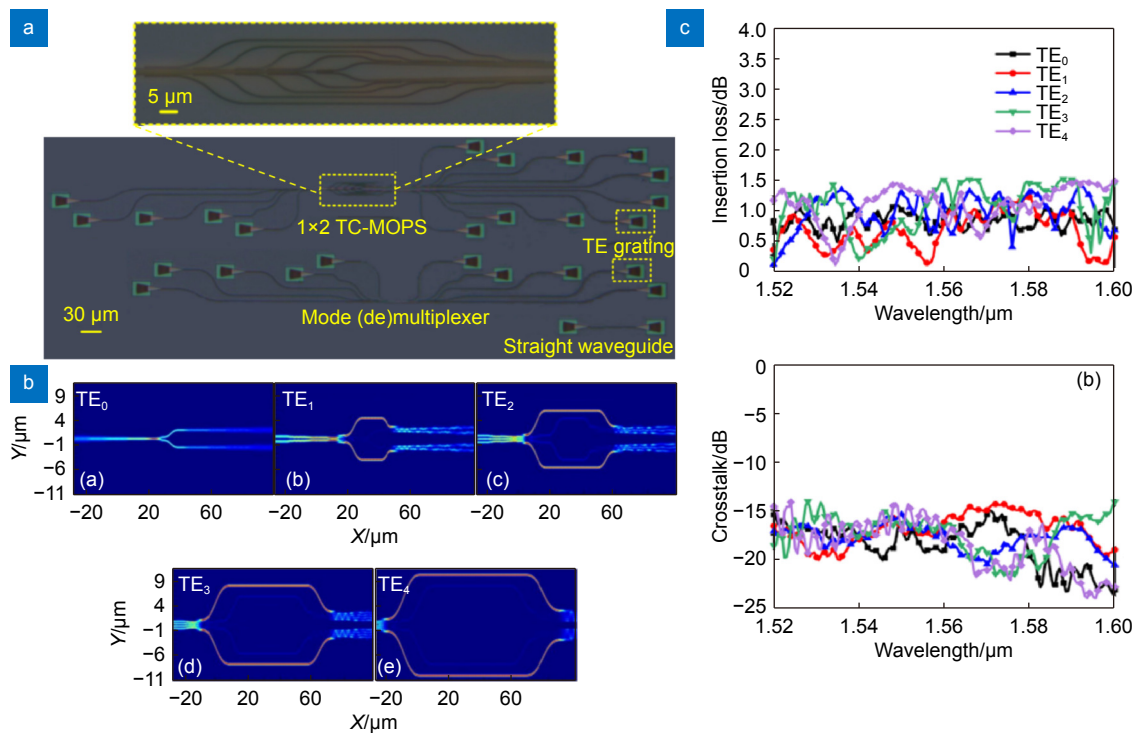 a
5 µm
1×2 TC-MOPS
TE grating
Mode (de)multiplexer
30 µm
Straight waveguide
b
9
4
−1
−6
−11
Y/µm
TE₀
(a)
TE₁
(b)
TE₂
(c)
−20 20 60 −20 20 60 −20 20 60
X/µm
9
4
−1
−6
−11
Y/µm
TE₃
(d)
TE₄
(e)
−20 20 60 −20 20 60
X/µm
c
4.0
3.5
3.0
2.5
2.0
1.5
1.0
0.5
0
Insertion loss/dB
TE₀
TE₁
TE₂
TE₃
TE₄
1.52 1.54 1.56 1.58 1.60
Wavelength/µm
(b)
0
−5
−10
−15
−20
−25
Crosstalk/dB
1.52 1.54 1.56 1.58 1.60
Wavelength/µm